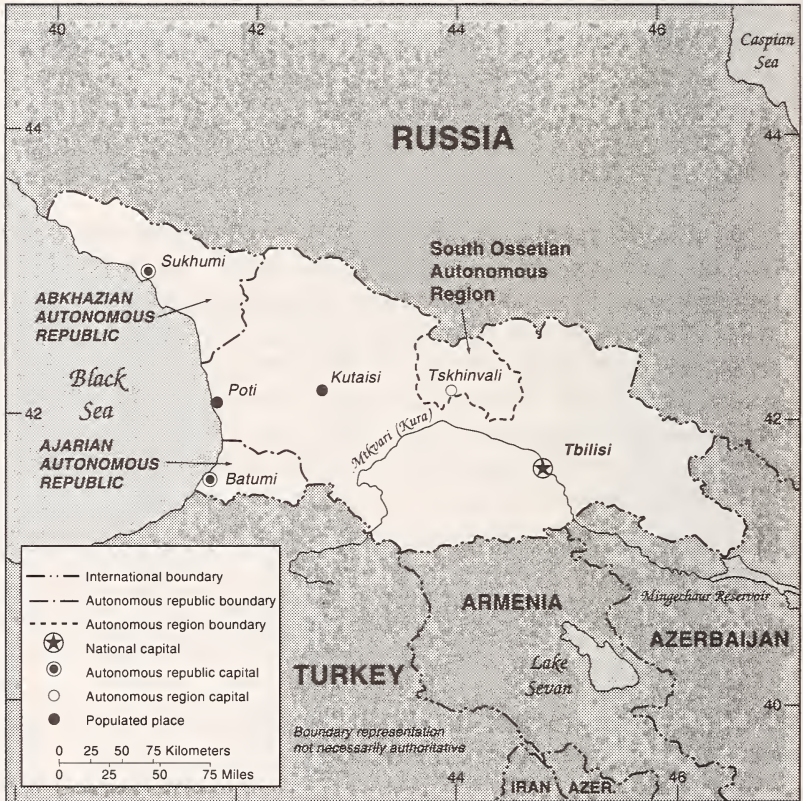 40 42 44 46
Caspian
Sea
44 44
RUSSIA
Sukhumi
South Ossetian
Autonomous
Region
ABKHAZIAN
AUTONOMOUS
REPUBLIC
Black
Sea
Poti
Kutaisi
Tskhinvali
42 42
Mtkvari (Kura)
Tbilisi
AJARIAN
AUTONOMOUS
REPUBLIC
Batumi
International boundary
Autonomous republic boundary
Autonomous region boundary
National capital
Autonomous republic capital
Autonomous region capital
Populated place
0 25 50 75 Kilometers
0 25 50 75 Miles
ARMENIA
Mingechaur Reservoir
AZERBAIJAN
TURKEY
Lake
Sevan
40
Boundary representation
not necessarily authoritative
44 46
IRAN AZER.